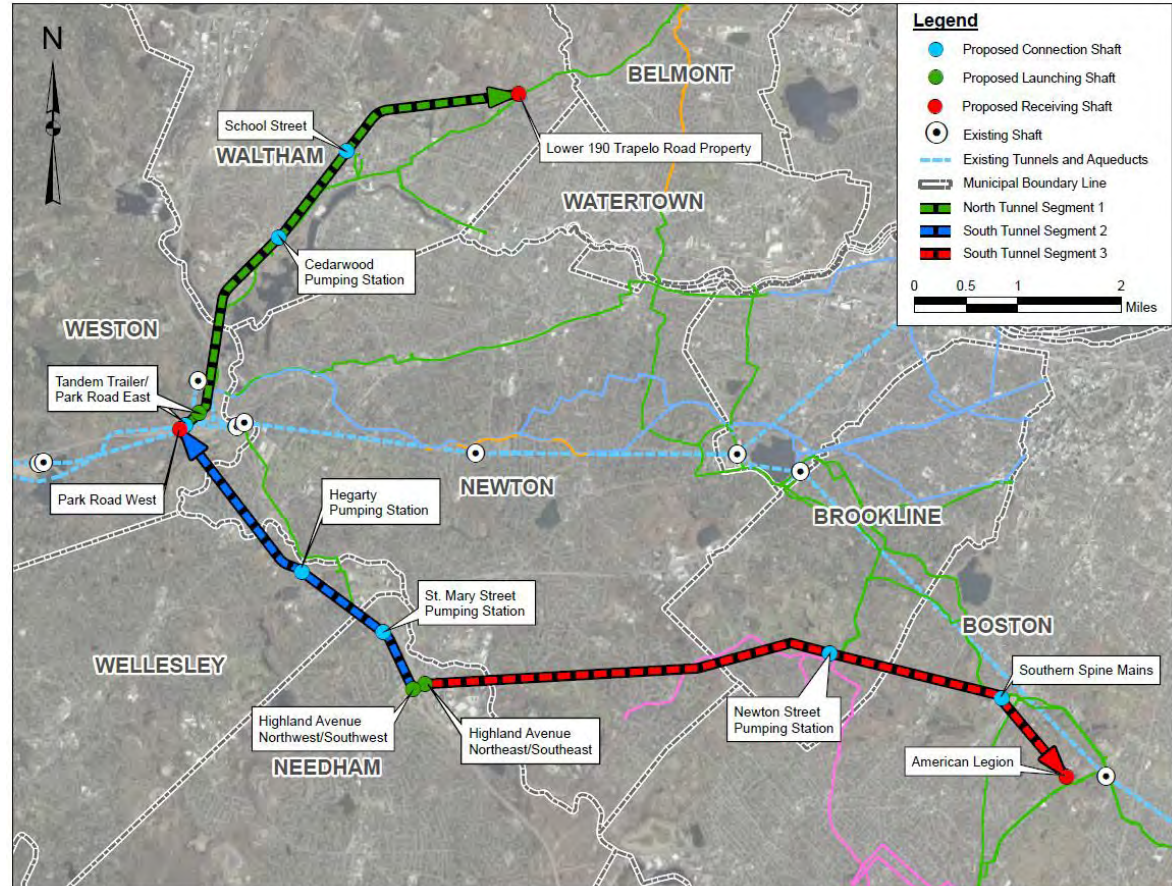 N
BELMONT
School Street
WALTHAM
Lower 190 Trapelo Road Property
WATERTOWN
Cedarwood
Pumping Station
WESTON
Tandem Trailer/
Park Road East
Park Road West
NEWTON
Hegarty
Pumping Station
BROOKLINE
St. Mary Street
Pumping Station
BOSTON
WELLESLEY
Southern Spine Mains
Highland Avenue
Northwest/Southwest
Highland Avenue
Northeast/Southeast
Newton Street
Pumping Station
NEEDHAM
American Legion
Legend
Proposed Connection Shaft
Proposed Launching Shaft
Proposed Receiving Shaft
Existing Shaft
Existing Tunnels and Aqueducts
Municipal Boundary Line
North Tunnel Segment 1
South Tunnel Segment 2
South Tunnel Segment 3
0 0.5 1 2
Miles